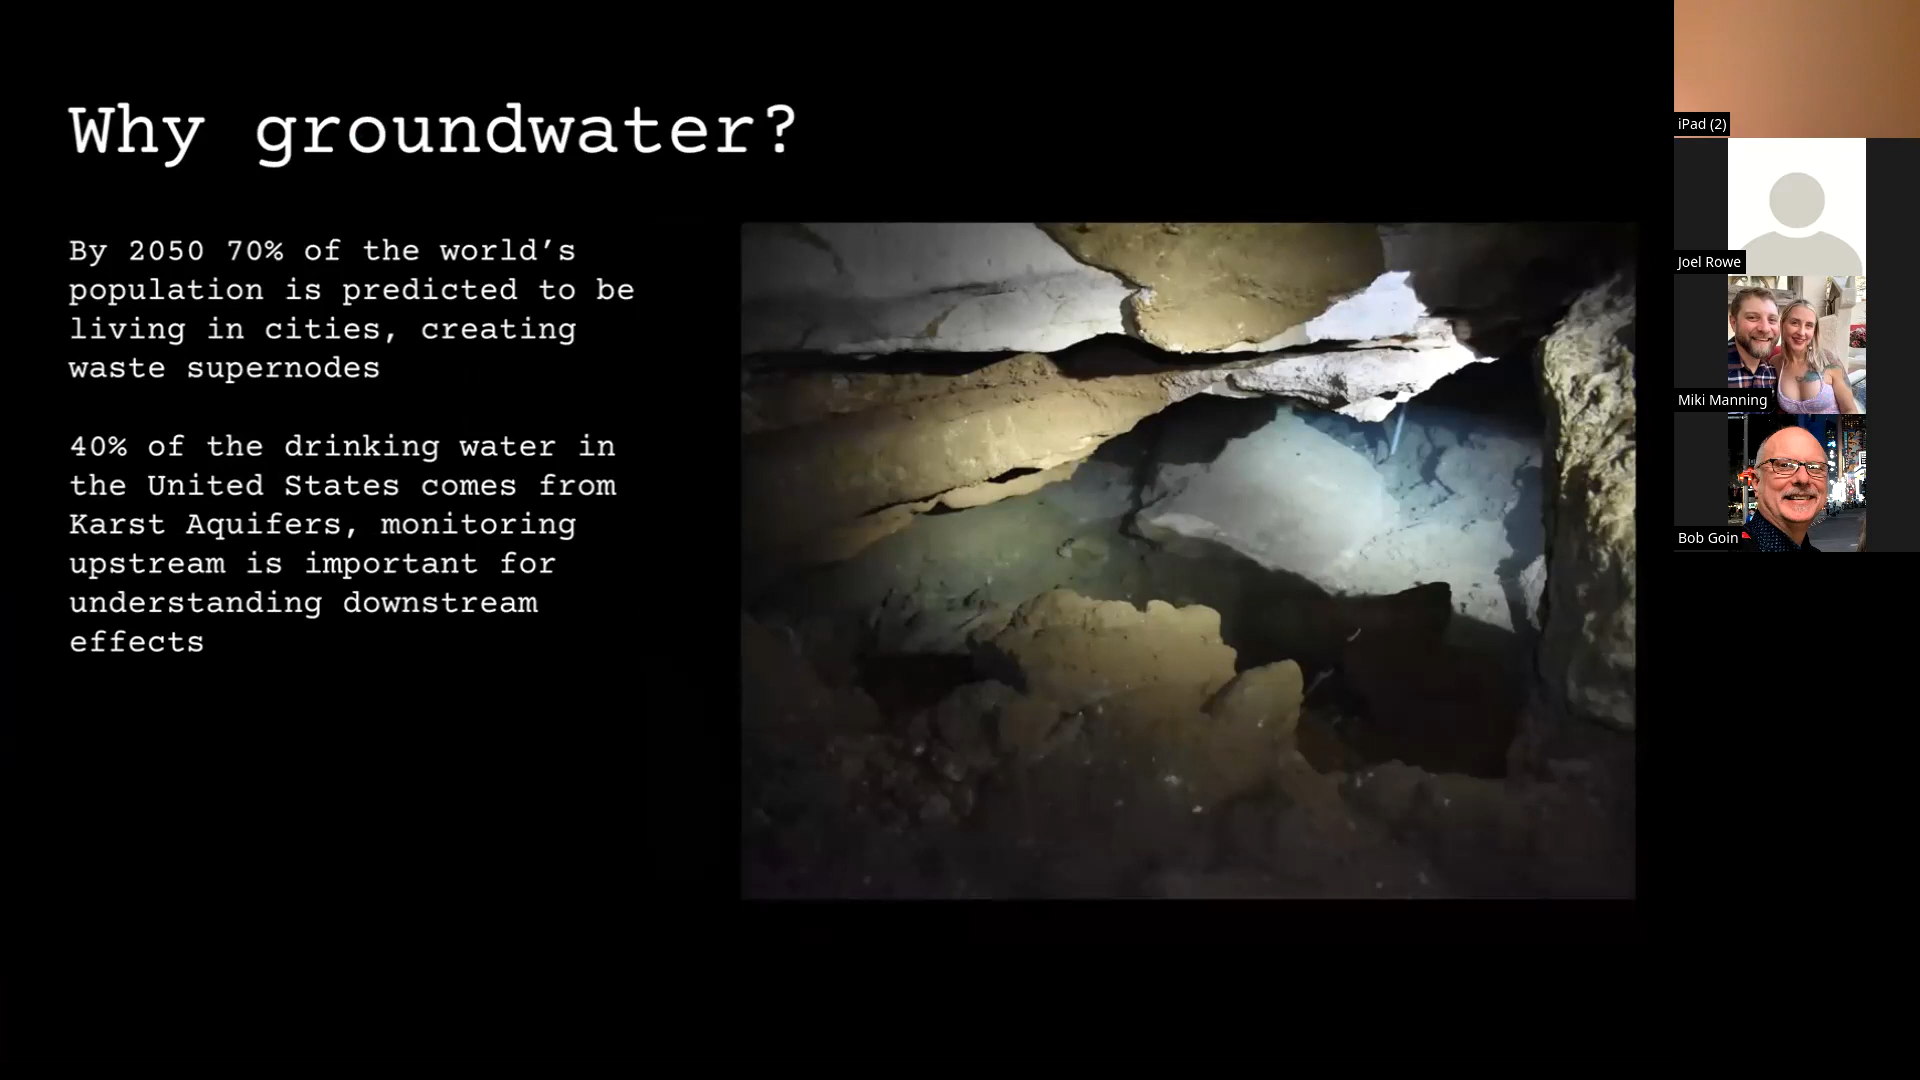 Why groundwater?
By 2050 70% of the world’s
population is predicted to be
living in cities, creating
waste supernodes
40% of the drinking water in
the United States comes from
Karst Aquifers, monitoring
upstream is important for
understanding downstream
effects
iPad (2)
Joel Rowe
Miki Manning
Bob Goin